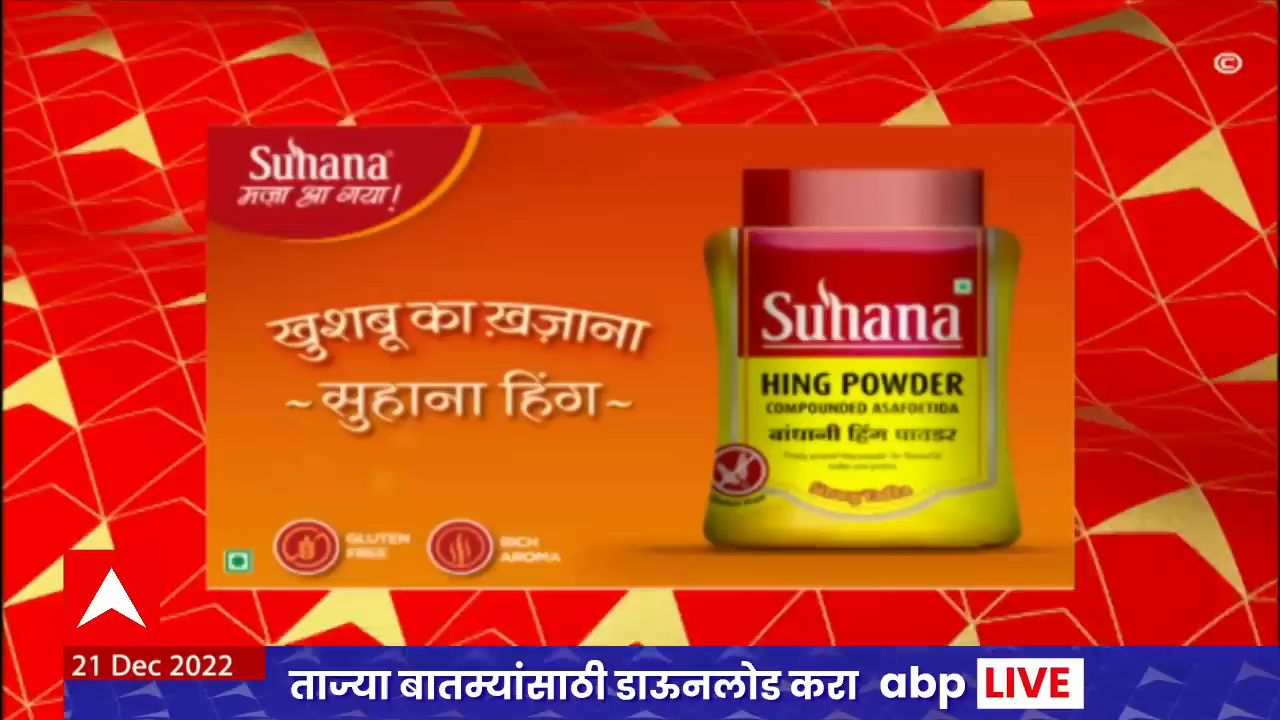 ©
Suhana®
मज़ा आ गया!
खुशबू का ख़ज़ाना
~सुहाना हिंग~
GLUTEN
FREE
RICH
AROMA
Suhana
HING POWDER
COMPOUNDED ASAFOETIDA
बांधानी हिंग पावडर
21 Dec 2022
ताज्या बातम्यांसाठी डाऊनलोड करा abp LIVE